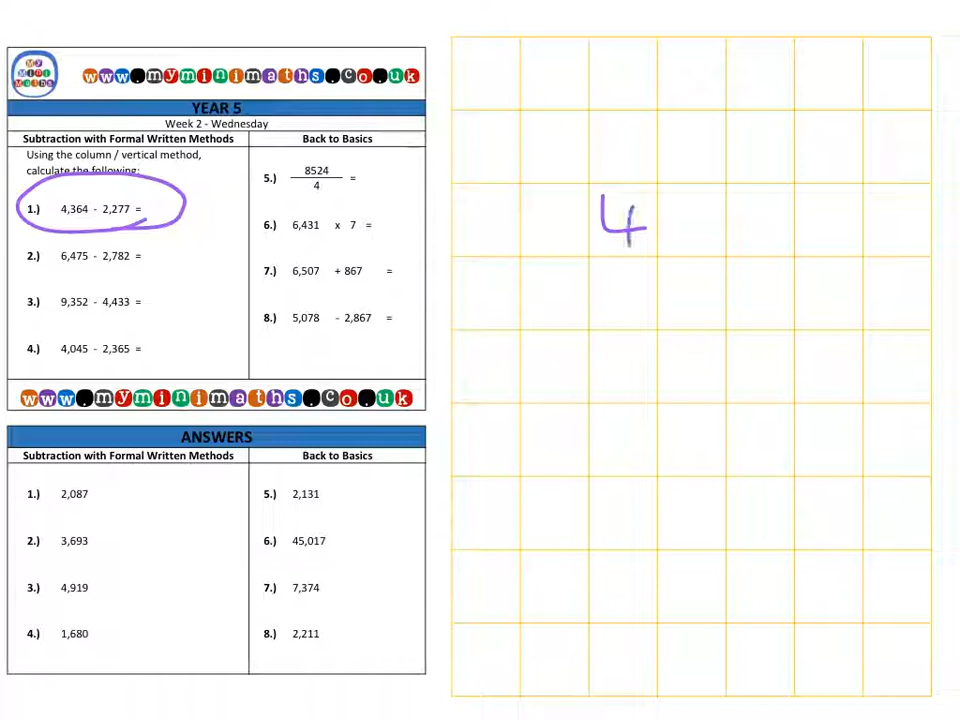 My
Mini
Maths
www.myminimaths.co.uk
YEAR 5
Week 2 - Wednesday
Subtraction with Formal Written Methods
Back to Basics
Using the column / vertical method,
calculate the following:
1.) 4,364 - 2,277 =
2.) 6,475 - 2,782 =
3.) 9,352 - 4,433 =
4.) 4,045 - 2,365 =
5.) 8524
4 =
6.) 6,431 x 7 =
7.) 6,507 + 867 =
8.) 5,078 - 2,867 =
www.myminimaths.co.uk
ANSWERS
Subtraction with Formal Written Methods
Back to Basics
1.) 2,087
2.) 3,693
3.) 4,919
4.) 1,680
5.) 2,131
6.) 45,017
7.) 7,374
8.) 2,211
4